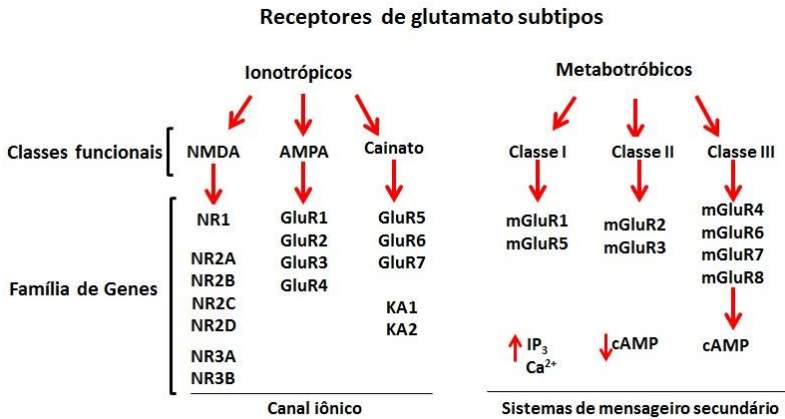 Receptores de glutamato subtipos
Ionotrópicos
Metabotróbicos
Classes funcionais
NMDA
AMPA
Cainato
Classe I
Classe II
Classe III
Família de Genes
NR1
NR2A
NR2B
NR2C
NR2D
NR3A
NR3B
GluR1
GluR2
GluR3
GluR4
GluR5
GluR6
GluR7
KA1
KA2
mGluR1
mGluR5
mGluR2
mGluR3
mGluR4
mGluR6
mGluR7
mGluR8
IP₃
Ca²⁺
cAMP
cAMP
Canal iônico
Sistemas de mensageiro secundário